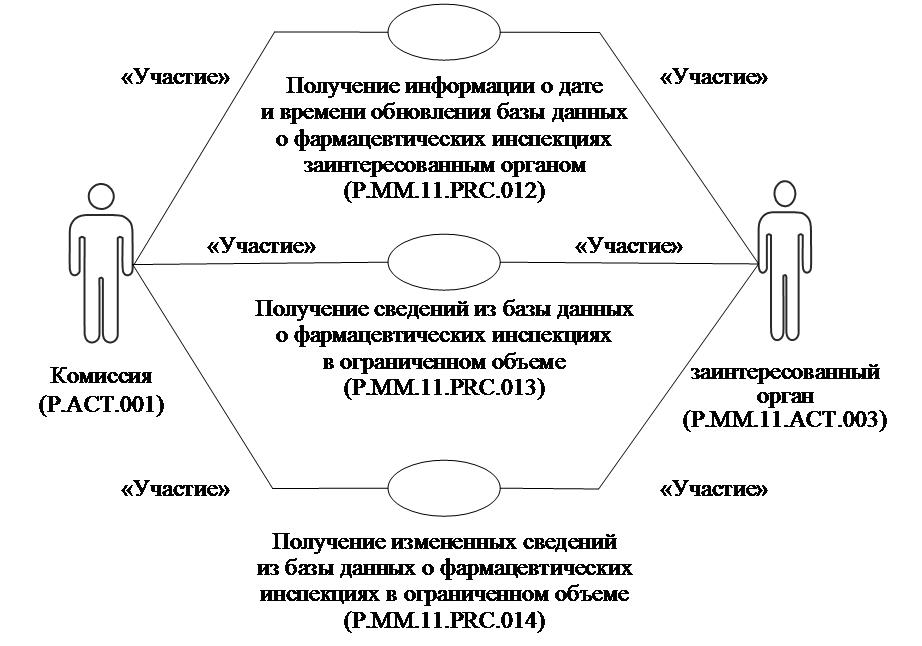 «Участие»
«Участие»
Получение информации о дате
и времени обновления базы данных
о фармацевтических инспекциях
заинтересованным органом
(P.MM.11.PRC.012)
«Участие»
«Участие»
Получение сведений из базы данных
о фармацевтических инспекциях
в ограниченном объеме
(P.MM.11.PRC.013)
Комиссия
(P.ACT.001)
заинтересованный
орган
(P.MM.11.ACT.003)
«Участие»
«Участие»
Получение измененных сведений
из базы данных о фармацевтических
инспекциях в ограниченном объеме
(P.MM.11.PRC.014)